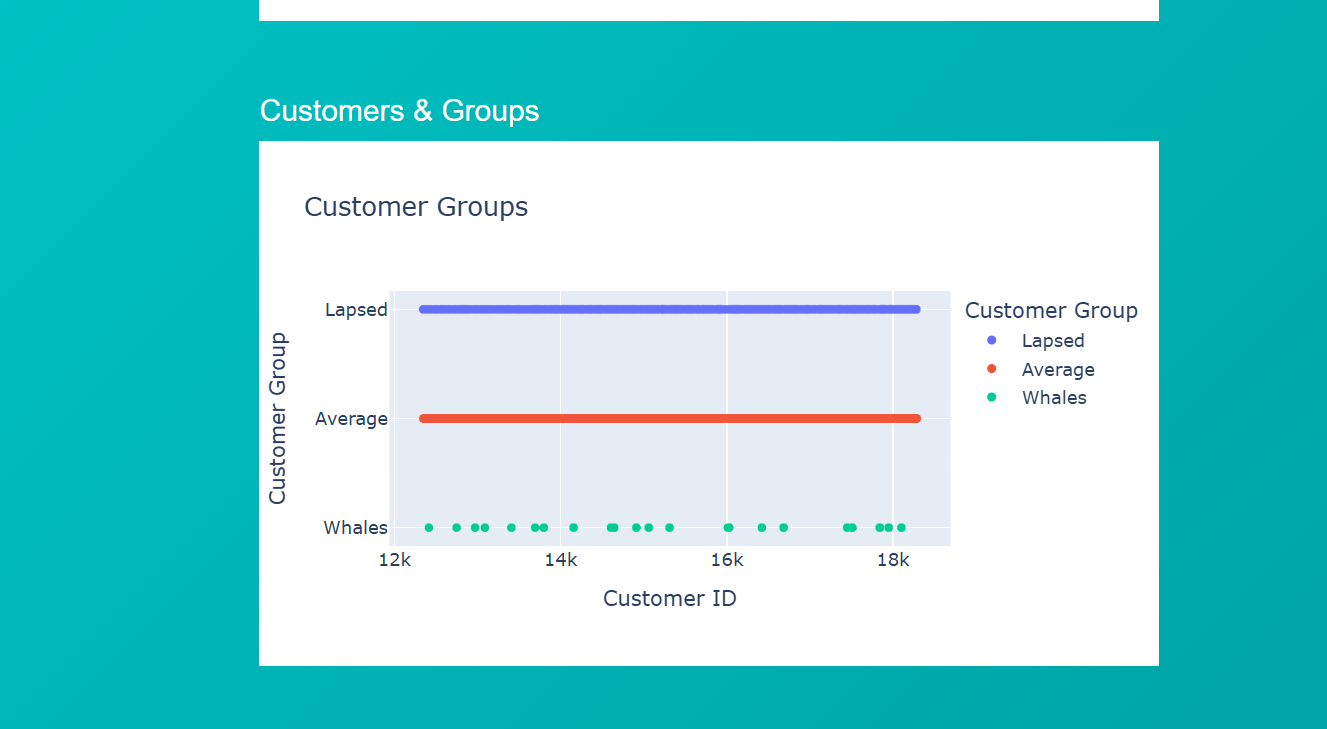 Customers & Groups
Customer Groups
Customer Group
Lapsed
Average
Whales
12k 14k 16k 18k
Customer ID
Customer Group
Lapsed
Average
Whales